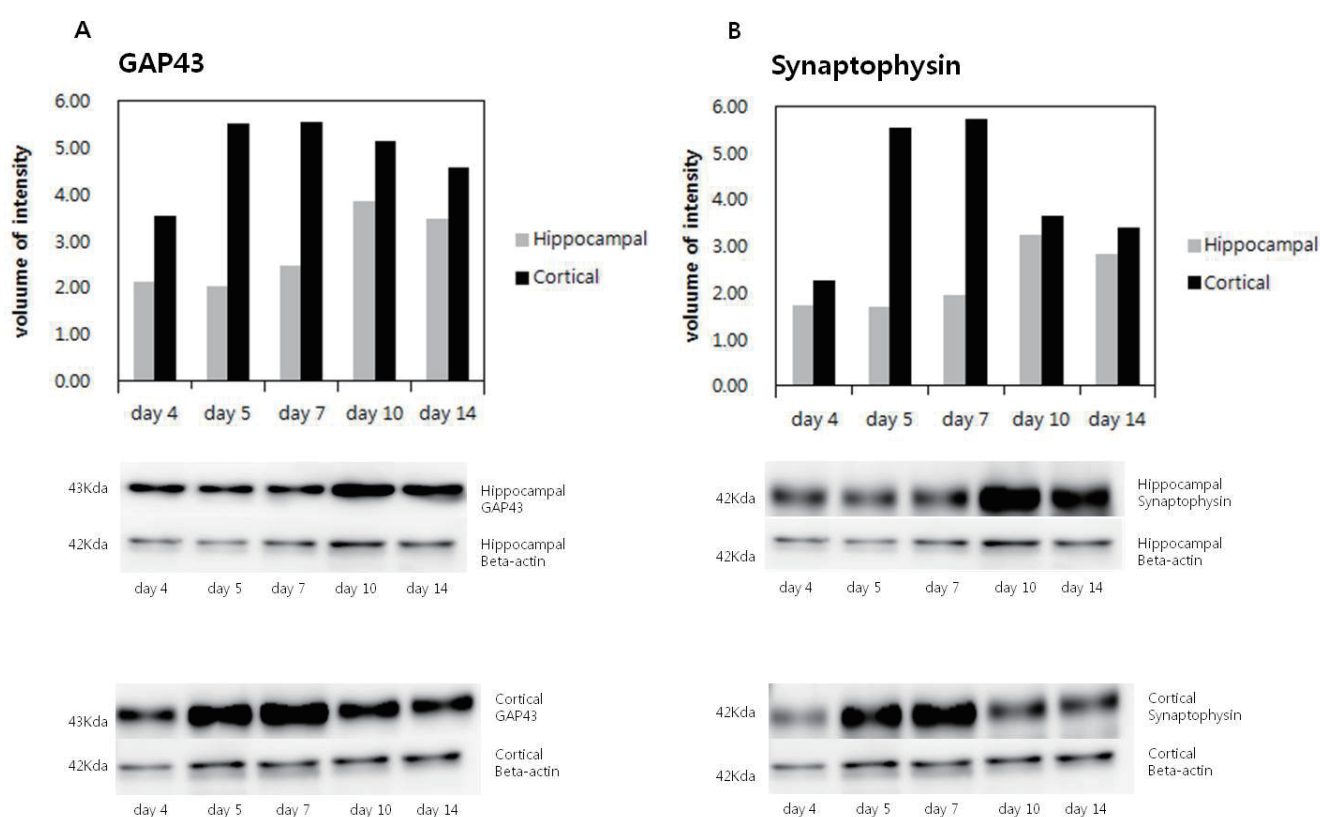 A
GAP43
voluume of intensity
6.00
5.00
4.00
3.00
2.00
1.00
0.00
day 4 day 5 day 7 day 10 day 14
Hippocampal
Cortical
43Kda
Hippocampal
GAP43
42Kda
Hippocampal
Beta-actin
day 4 day 5 day 7 day 10 day 14
43Kda
Cortical
GAP43
42Kda
Cortical
Beta-actin
day 4 day 5 day 7 day 10 day 14
B
Synaptophysin
voluume of intensity
6.00
5.00
4.00
3.00
2.00
1.00
0.00
day 4 day 5 day 7 day 10 day 14
Hippocampal
Cortical
42Kda
Hippocampal
Synaptophysin
42Kda
Hippocampal
Beta-actin
day 4 day 5 day 7 day 10 day 14
42Kda
Cortical
Synaptophysin
42Kda
Cortical
Beta-actin
day 4 day 5 day 7 day 10 day 14